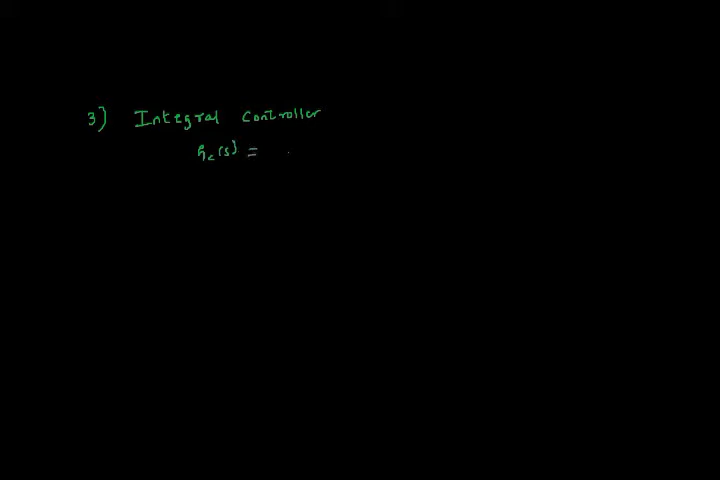 3) Integral controller
Gc(s) =